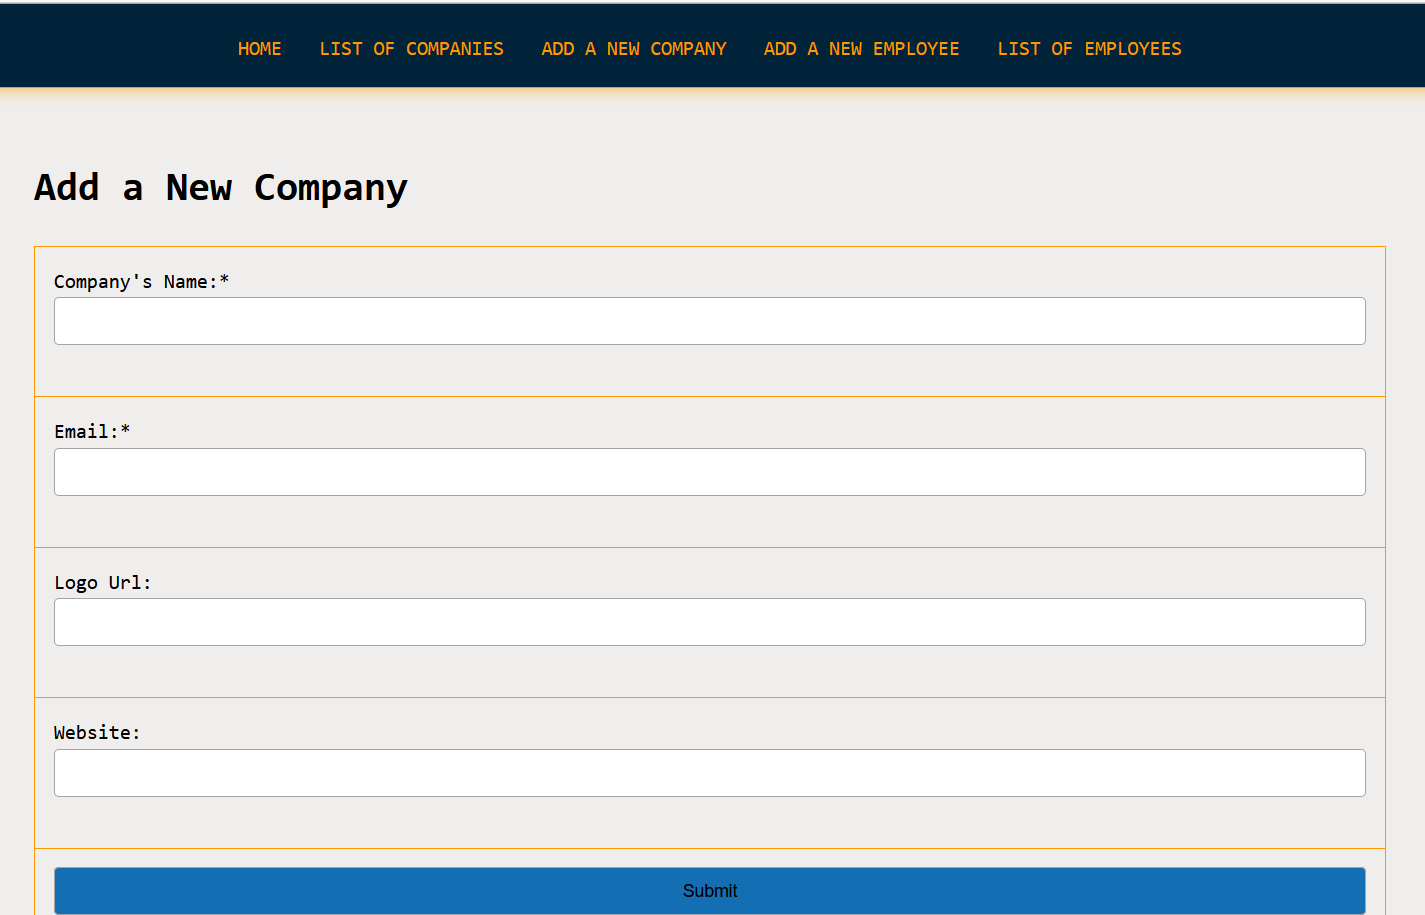 HOME LIST OF COMPANIES ADD A NEW COMPANY ADD A NEW EMPLOYEE LIST OF EMPLOYEES
Add a New Company
Company's Name:*
Email:*
Logo Url:
Website:
Submit